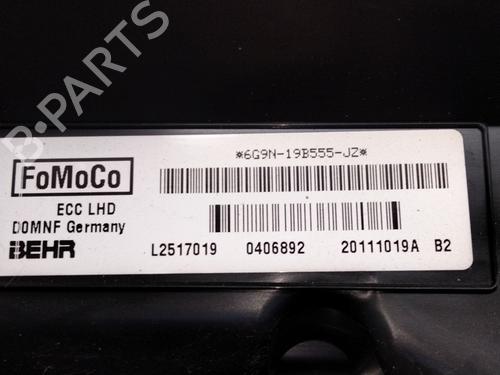 B-PARTS
*6G9N-19B555-JZ*
FoMoCo
ECC LHD
DOMNF Germany
BEHR L2517019 0406892 20111019A B2